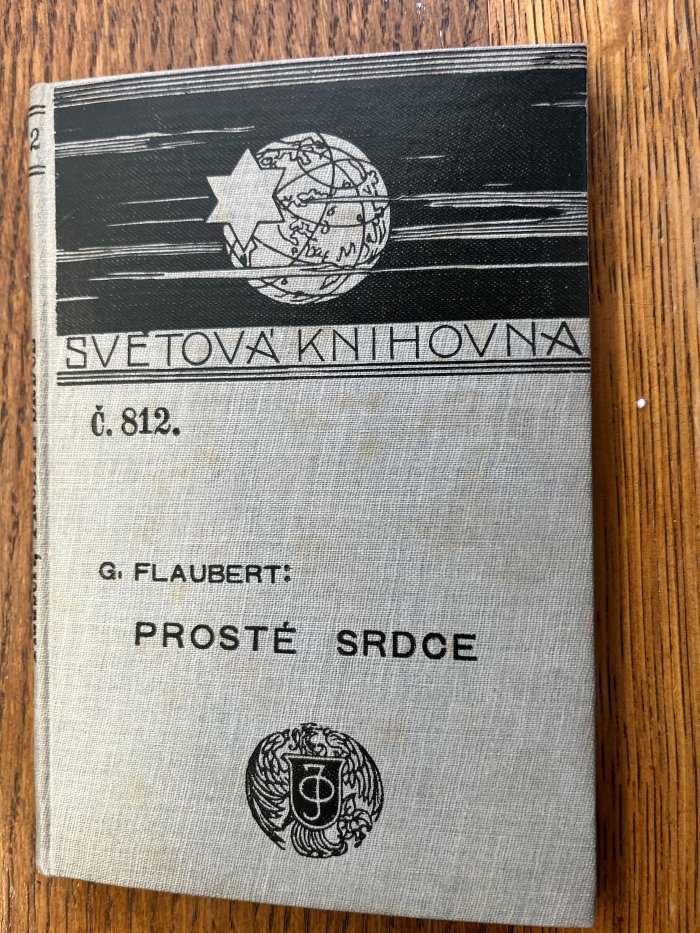 SVĚTOVÁ KNIHOVNA
Č. 812.
G. FLAUBERT:
PROSTÉ SRDCE